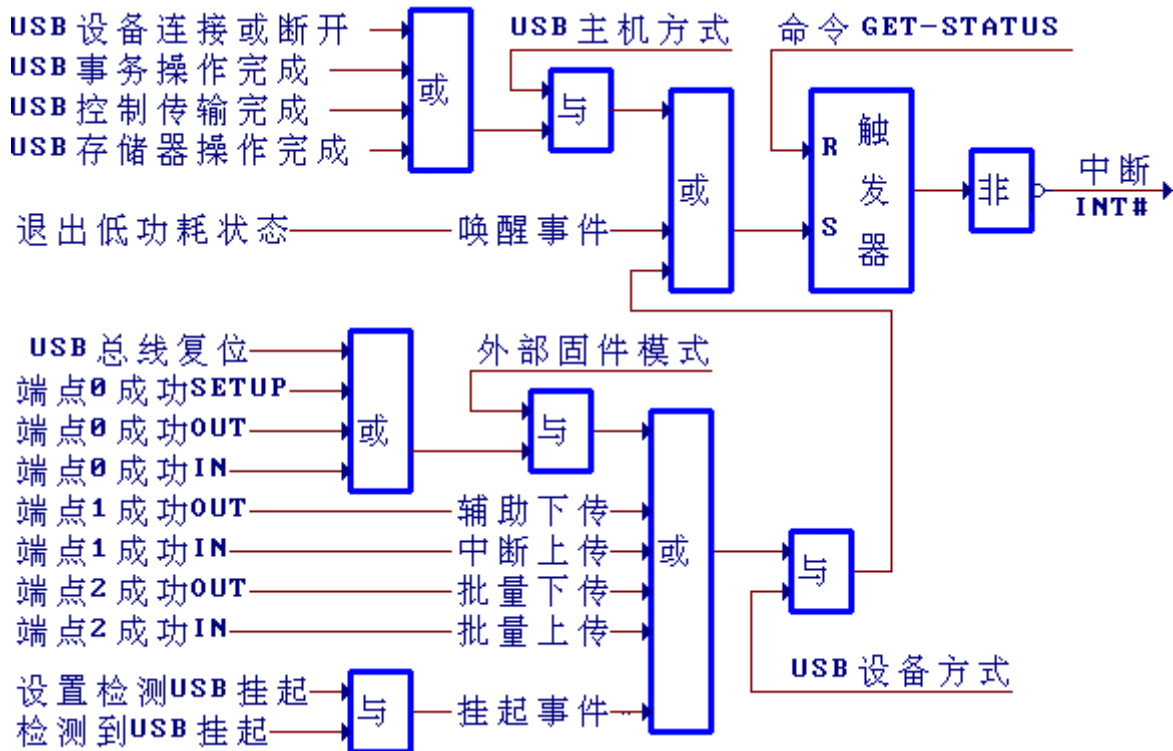 USB设备连接或断开
USB事务操作完成
USB控制传输完成
USB存储器操作完成
或
USB主机方式
与
命令GET-STATUS
或
R
S
触发器
非
中断
INT#
退出低功耗状态
唤醒事件
USB总线复位
端点0成功SETUP
端点0成功OUT
端点0成功IN
或
外部固件模式
与
端点1成功OUT
辅助下传
端点1成功IN
中断上传
端点2成功OUT
批量下传
端点2成功IN
批量上传
或
与
USB设备方式
设置检测USB挂起
检测到USB挂起
与
挂起事件